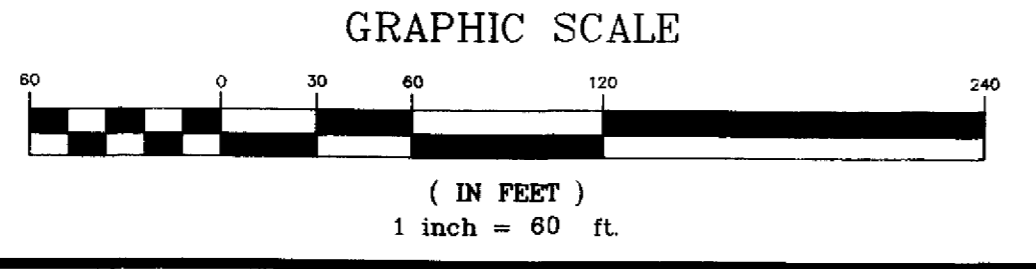 GRAPHIC SCALE
60 0 30 60 120 240
( IN FEET )
1 inch = 60 ft.